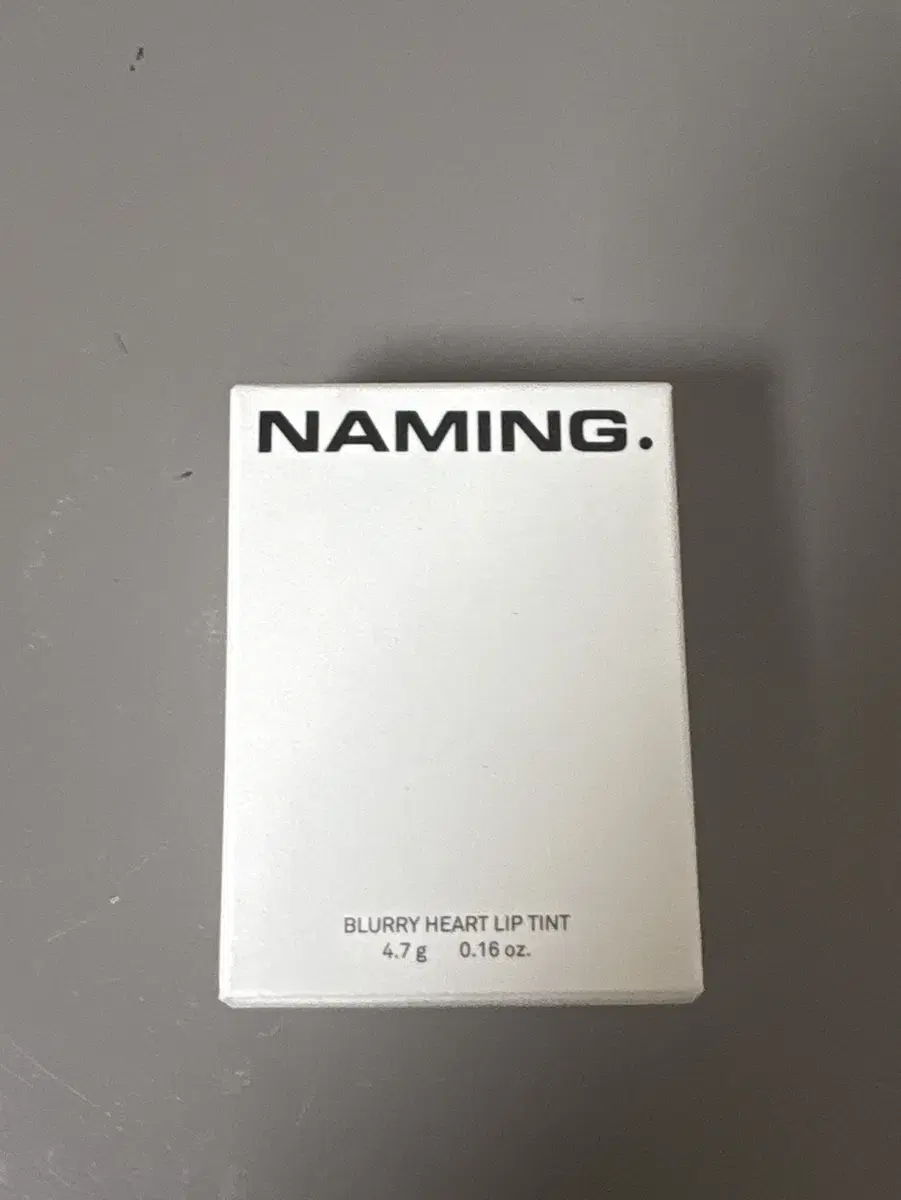 NAMING.
BLURRY HEART LIP TINT
4.7 g 0.16 oz.